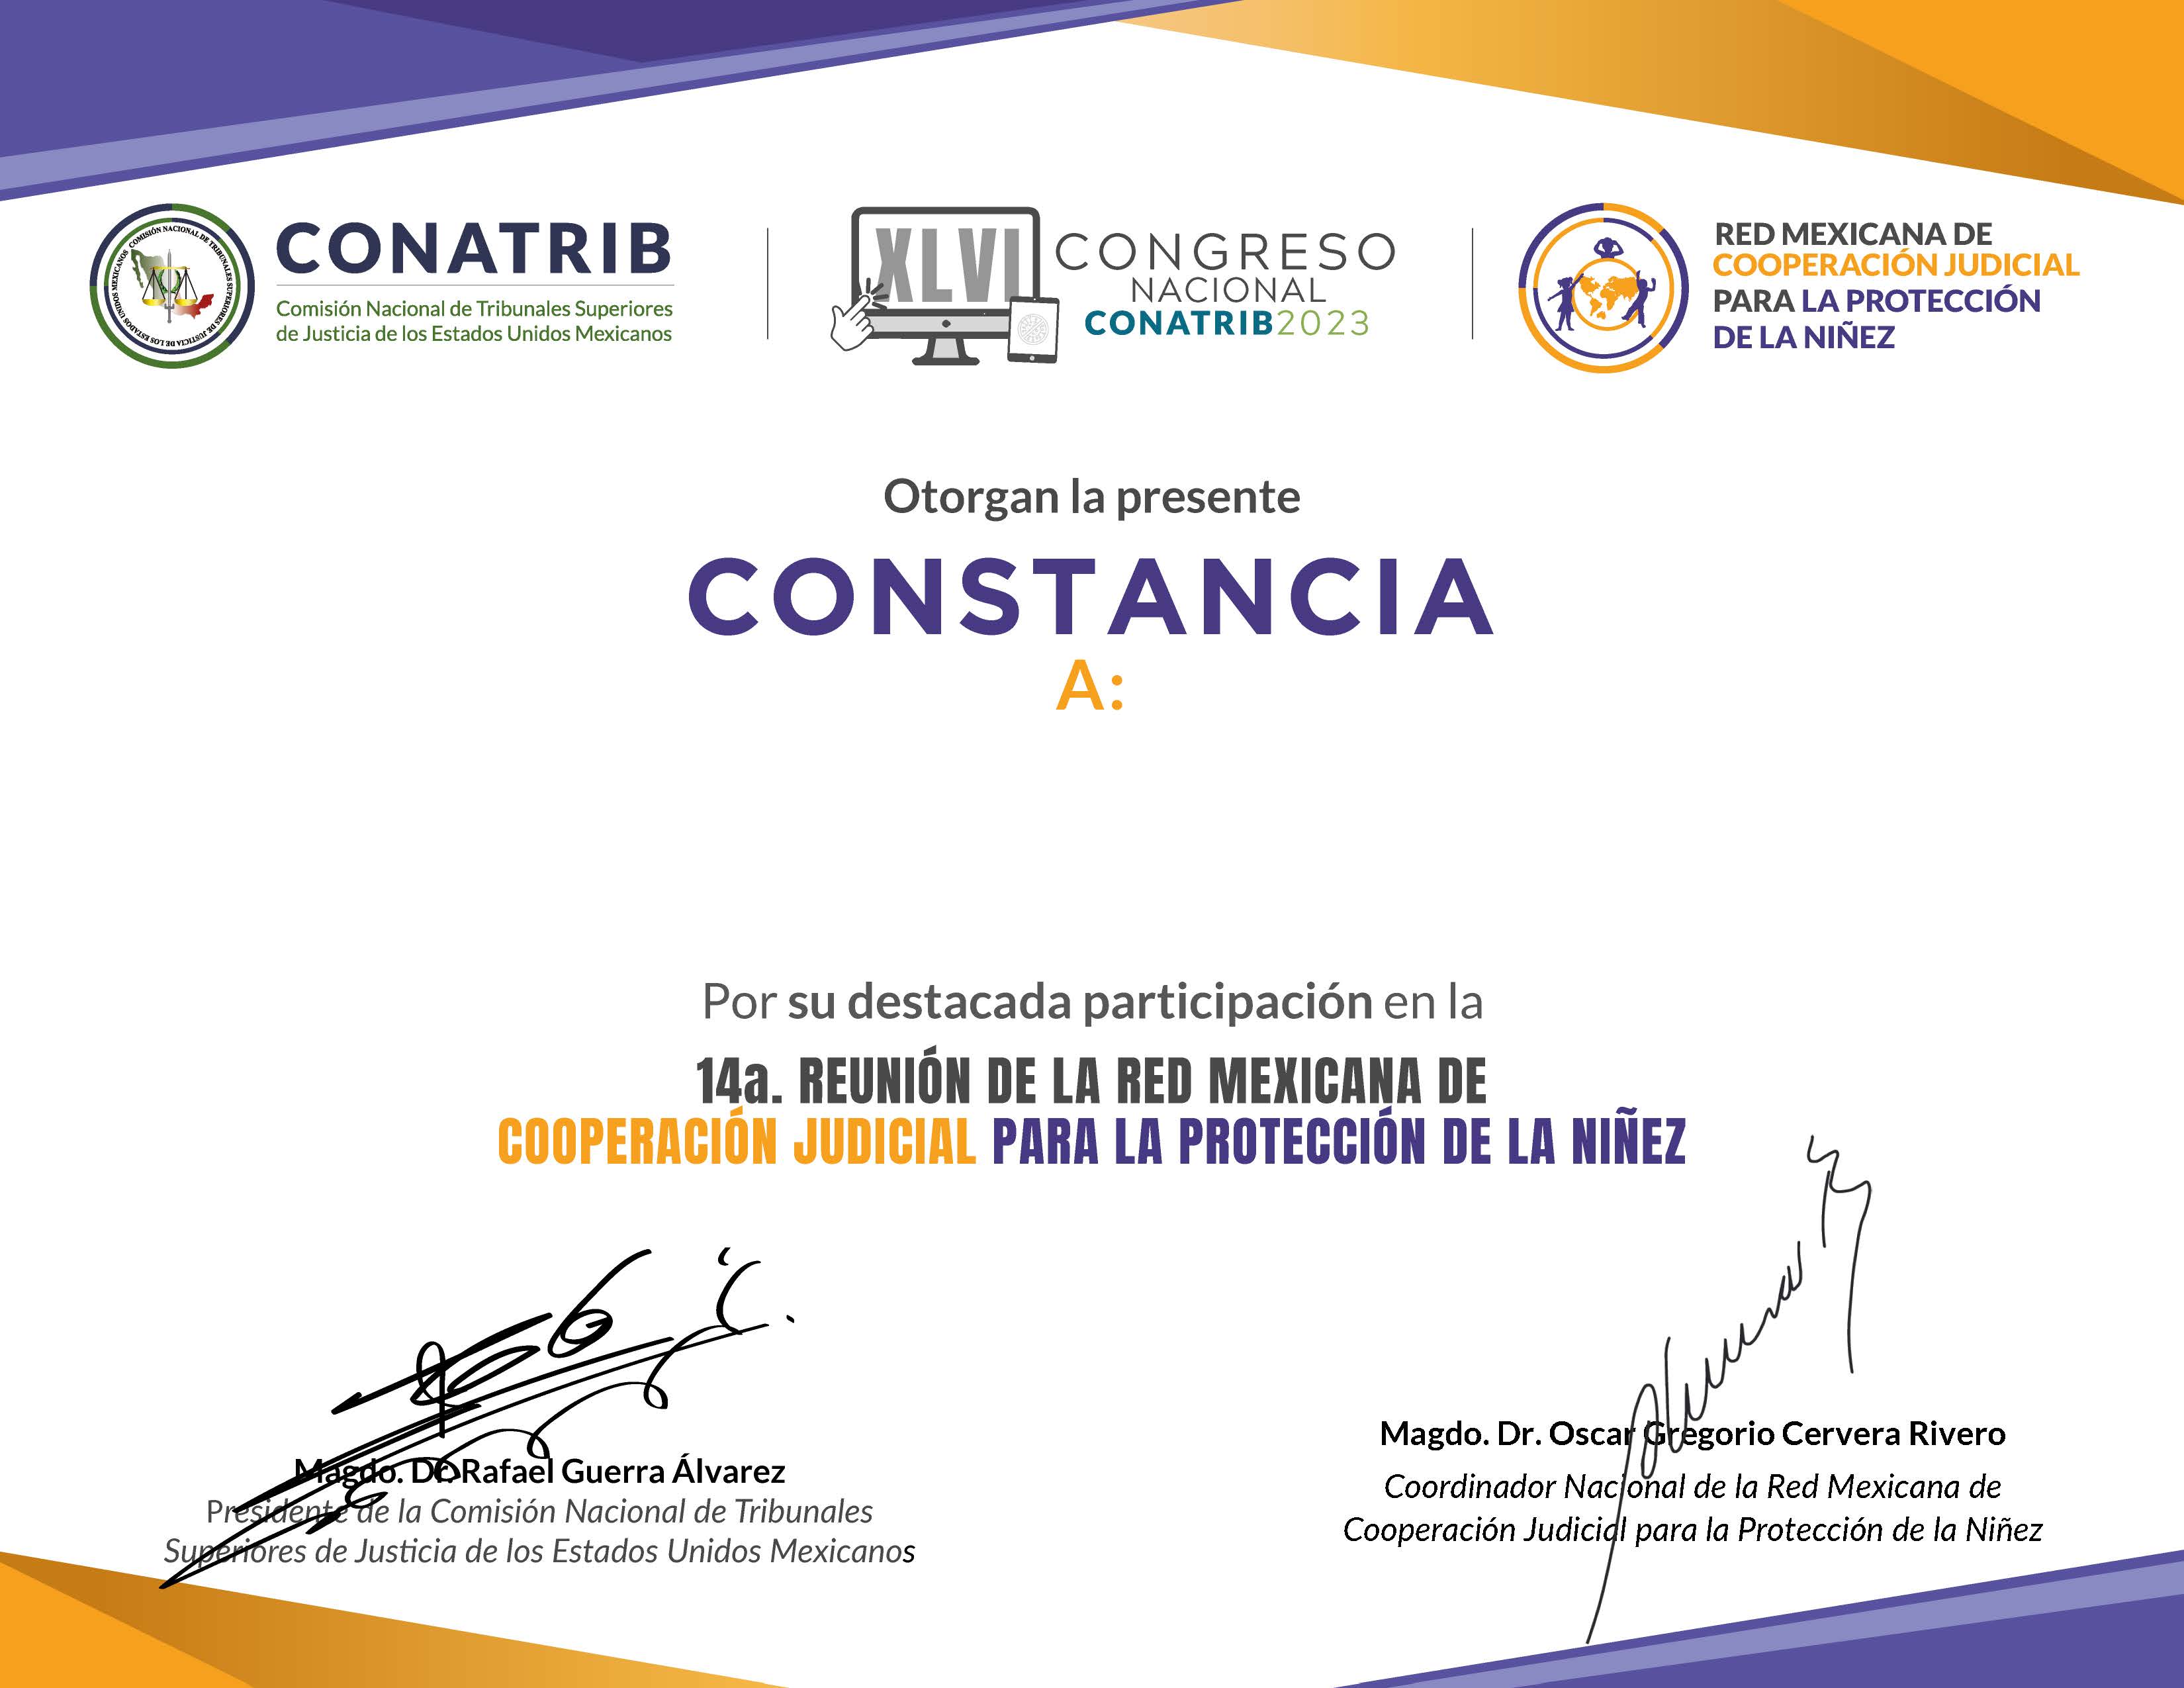 COMISIÓN NACIONAL DE TRIBUNALES SUPERIORES DE JUSTICIA DE LOS ESTADOS UNIDOS MEXICANOS
CONATRIB
Comisión Nacional de Tribunales Superiores
de Justicia de los Estados Unidos Mexicanos
XLVI
CONGRESO
NACIONAL
CONATRIB2023
RED MEXICANA DE
COOPERACIÓN JUDICIAL
PARA LA PROTECCIÓN
DE LA NIÑEZ
Otorgan la presente
CONSTANCIA
A:
Por su destacada participación en la
14a. REUNIÓN DE LA RED MEXICANA DE
COOPERACIÓN JUDICIAL PARA LA PROTECCIÓN DE LA NIÑEZ
Magdo. Dr. Rafael Guerra Álvarez
Presidente de la Comisión Nacional de Tribunales
Superiores de Justicia de los Estados Unidos Mexicanos
Magdo. Dr. Oscar Gregorio Cervera Rivero
Coordinador Nacional de la Red Mexicana de
Cooperación Judicial para la Protección de la Niñez